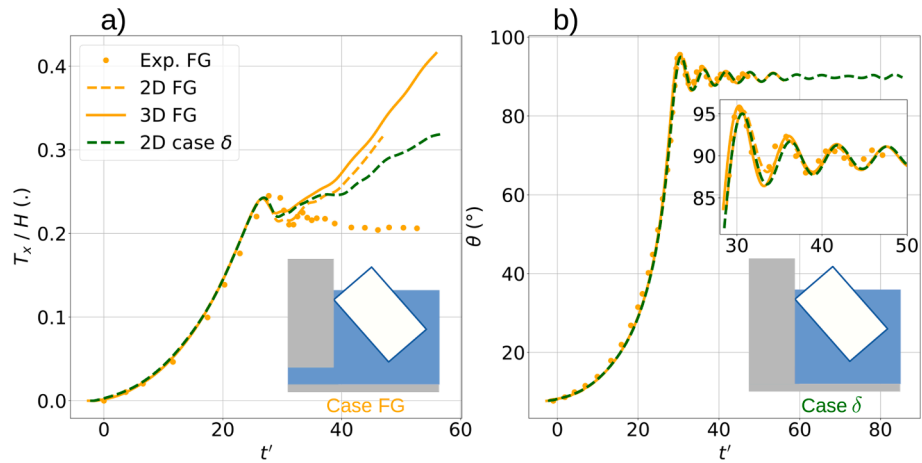 a)
b)
Exp. FG
2D FG
3D FG
2D case δ
T_x / H (.)
0.4
0.3
0.2
0.1
0.0
0 20 40 60
t′
Case FG
θ (°)
100
80
60
40
20
0 20 40 60 80
t′
95
90
85
30 35 40 45 50
Case δ